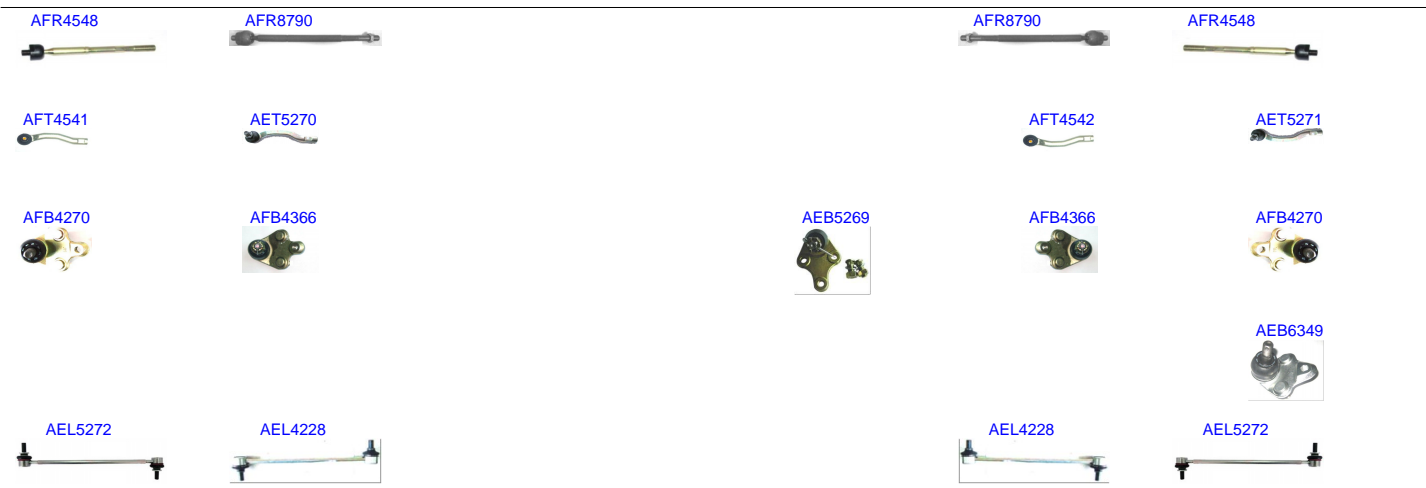 AFR4548 AFR8790 AFR8790 AFR4548
AFT4541 AET5270 AFT4542 AET5271
AFB4270 AFB4366 AEB5269 AFB4366 AFB4270
AEB6349
AEL5272 AEL4228 AEL4228 AEL5272